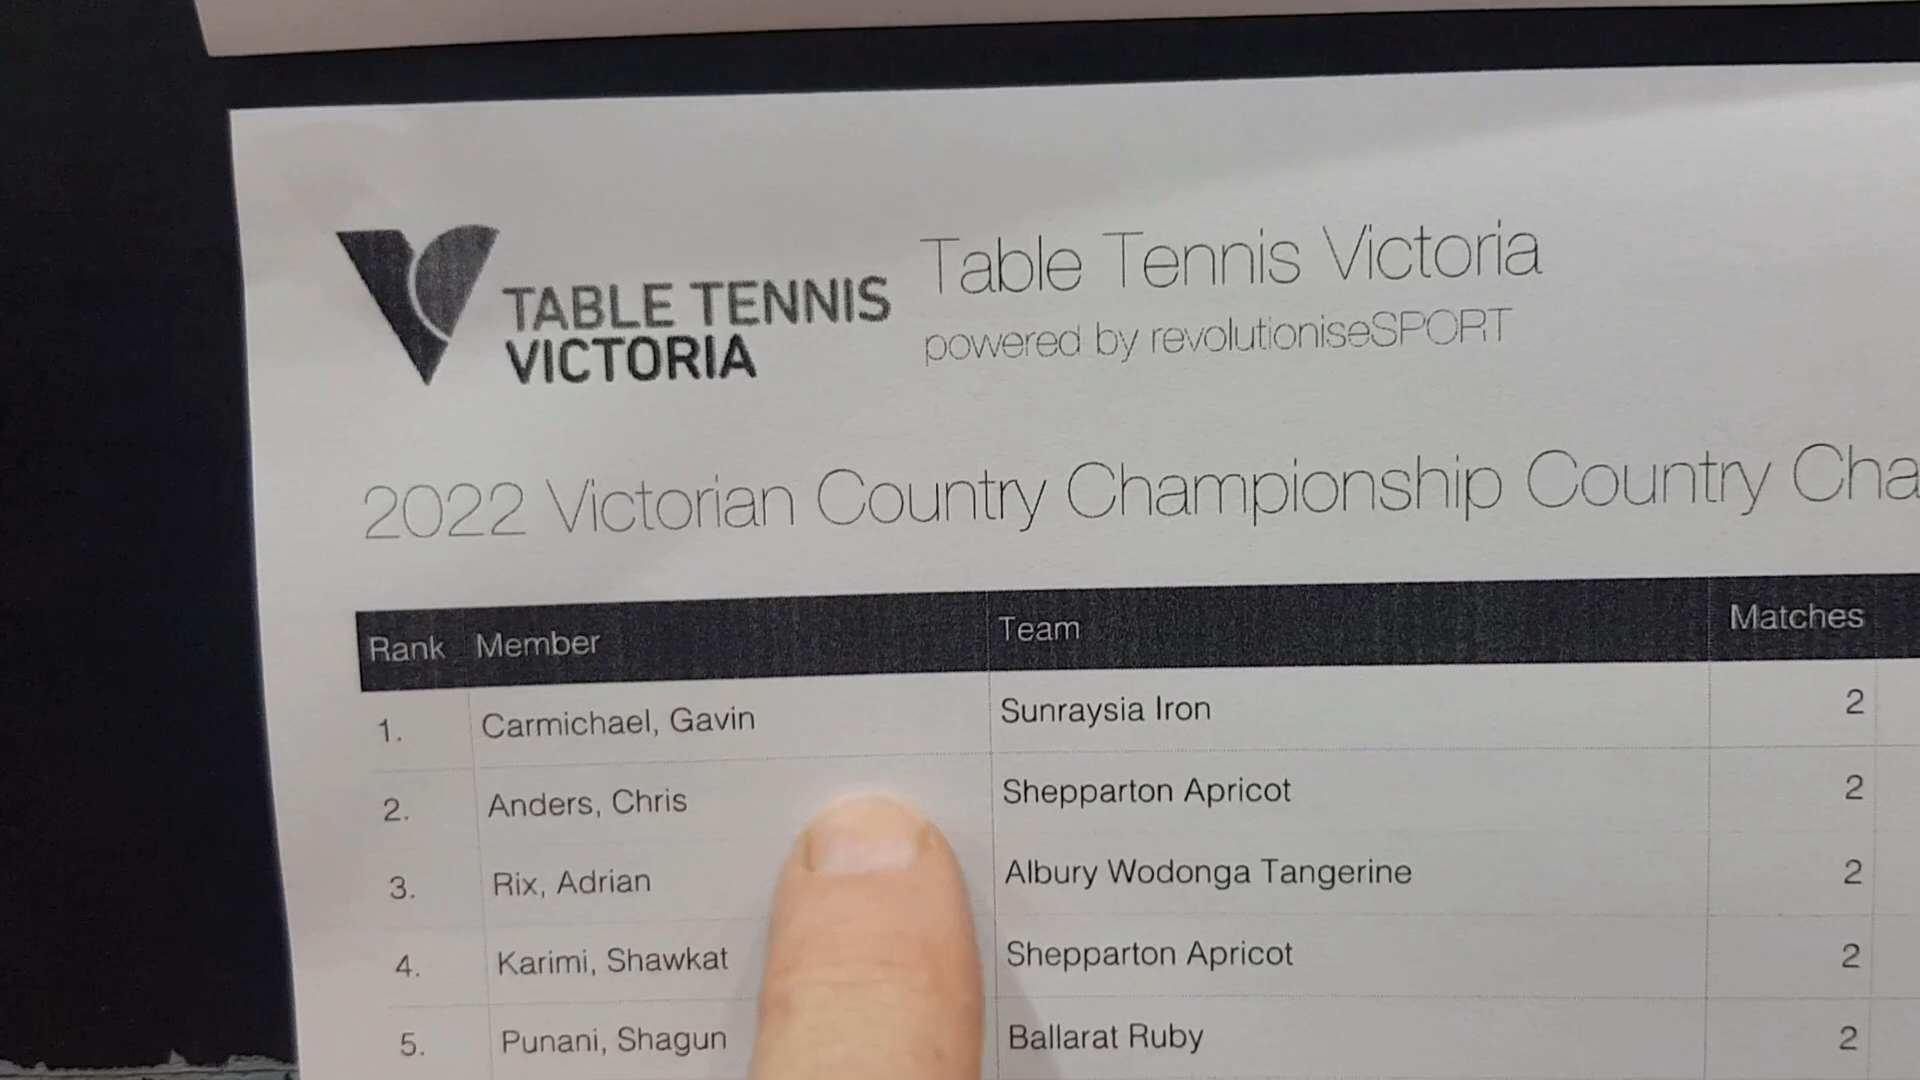 TABLE TENNIS
VICTORIA
Table Tennis Victoria
powered by revolutioniseSPORT
2022 Victorian Country Championship Country Cha
Rank Member Team Matches
1. Carmichael, Gavin Sunraysia Iron 2
2. Anders, Chris Shepparton Apricot 2
3. Rix, Adrian Albury Wodonga Tangerine 2
4. Karimi, Shawkat Shepparton Apricot 2
5. Punani, Shagun Ballarat Ruby 2